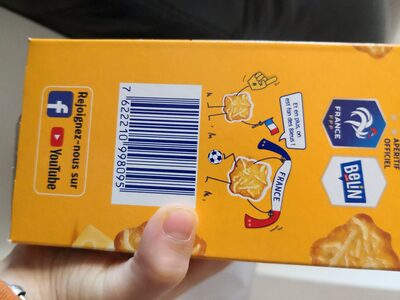 Rejoignez-nous sur
YouTube
7 622210 998095
Et en plus, on
est fan des Bleus !
FRANCE
FRANCE
FFF
APÉRITIF
OFFICIEL
BELIN